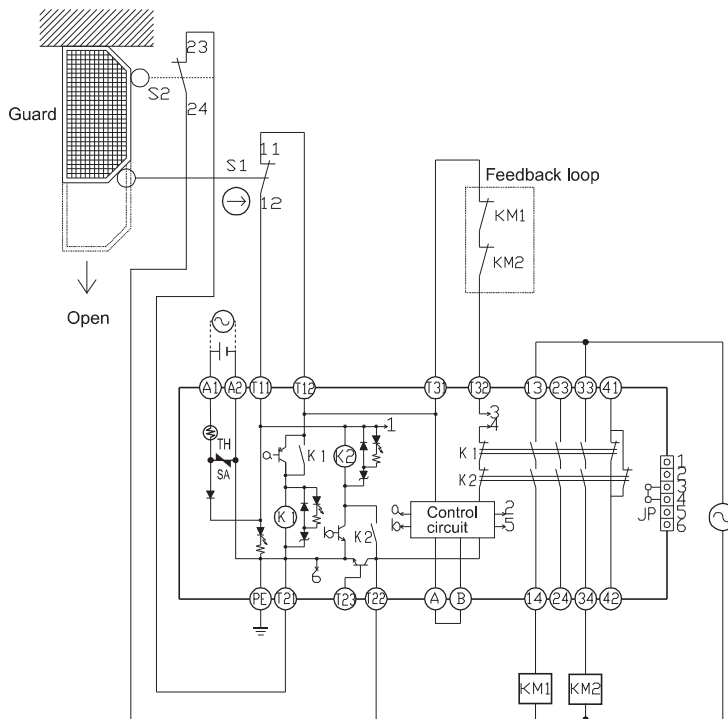 23
S2
24
Guard
11
S1
12
Feedback loop
KM1
KM2
Open
A1 A2 T11 T12 T31 T32 13 23 33 41
1
3
4
TH
SA
a
K1
K2
K1
K2
K1
b
K2
a
b
Control
circuit
2
5
6
JP
1
2
3
4
5
6
PE T21 T23 T22 A B 14 24 34 42
KM1 KM2